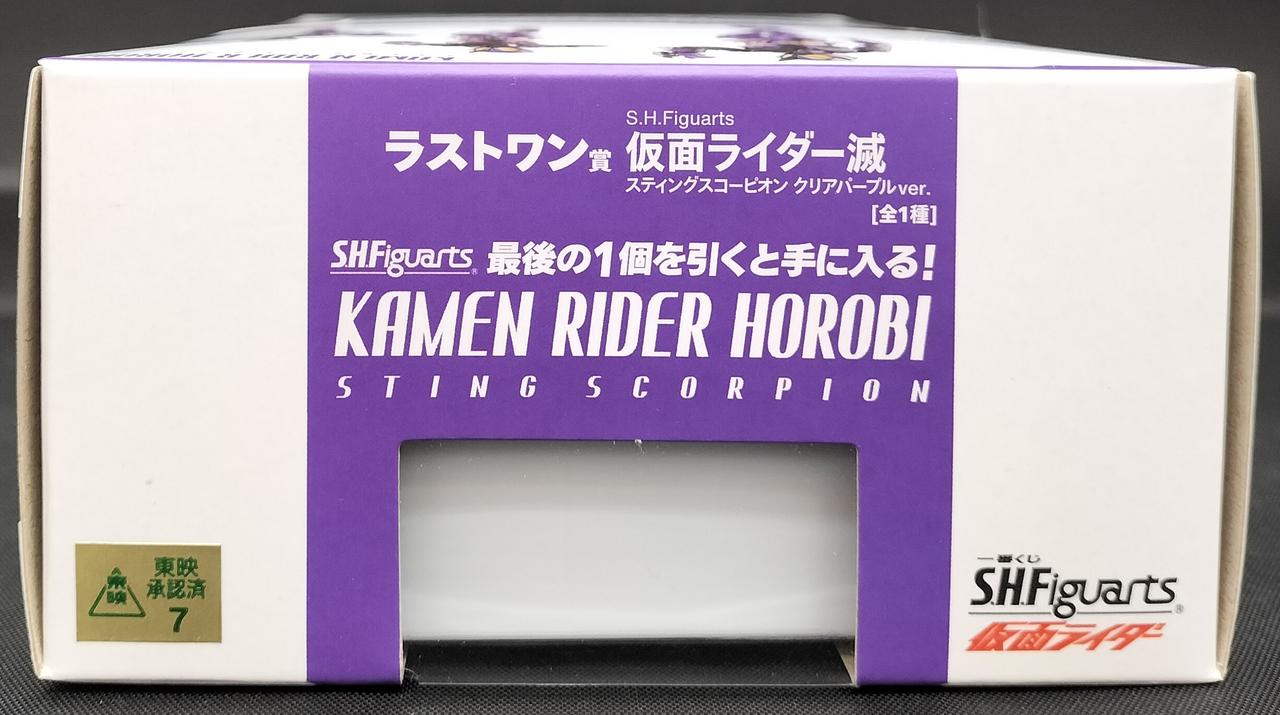 S.H.Figuarts
ラストワン賞 仮面ライダー滅
スティングスコーピオン クリアパープルver.
[全1種]
S.H.Figuarts® 最後の1個を引くと手に入る!
KAMEN RIDER HOROBI
STING SCORPION
東映
東映
承認済
7
一番くじ
S.H.Figuarts®
仮面ライダー